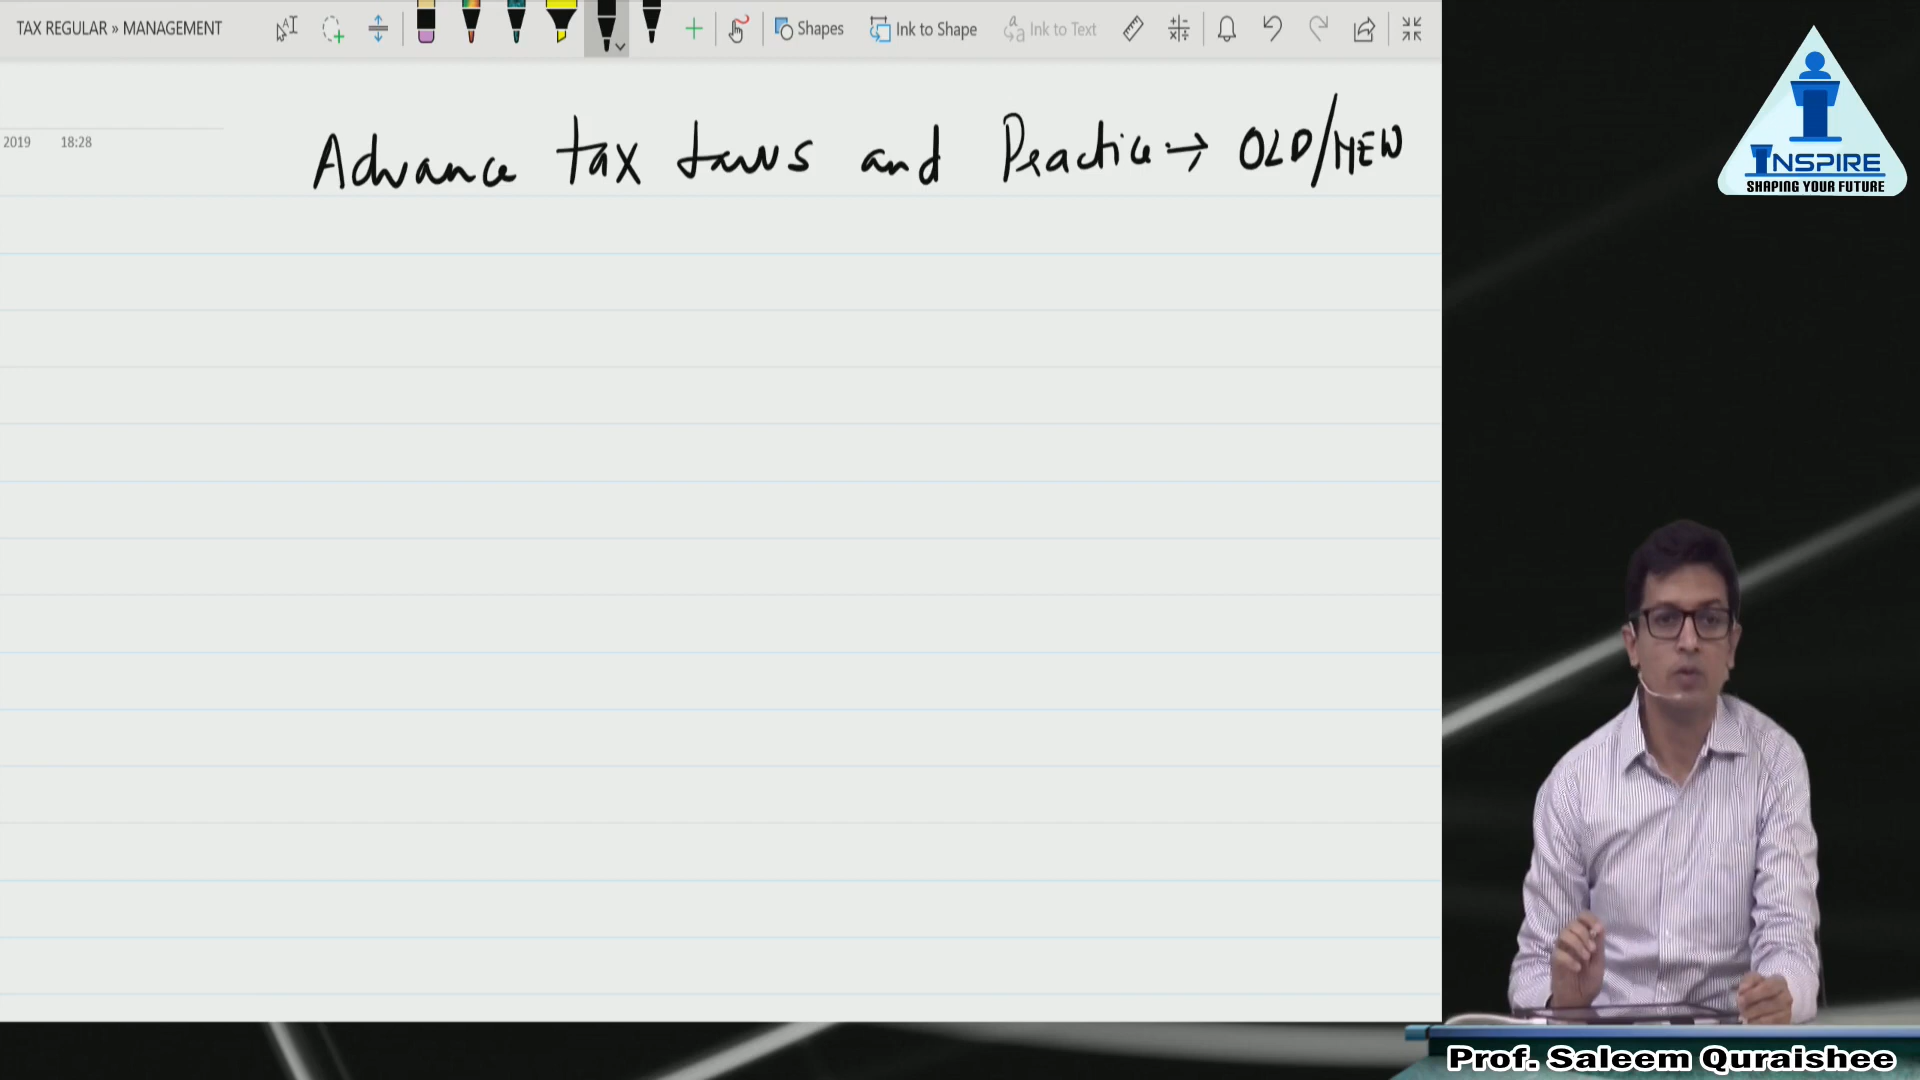 TAX REGULAR » MANAGEMENT
Shapes
Ink to Shape
Ink to Text
2019 18:28
Advance tax laws and Practice → OLD/NEW
INSPIRE
SHAPING YOUR FUTURE
Prof. Saleem Quraishee